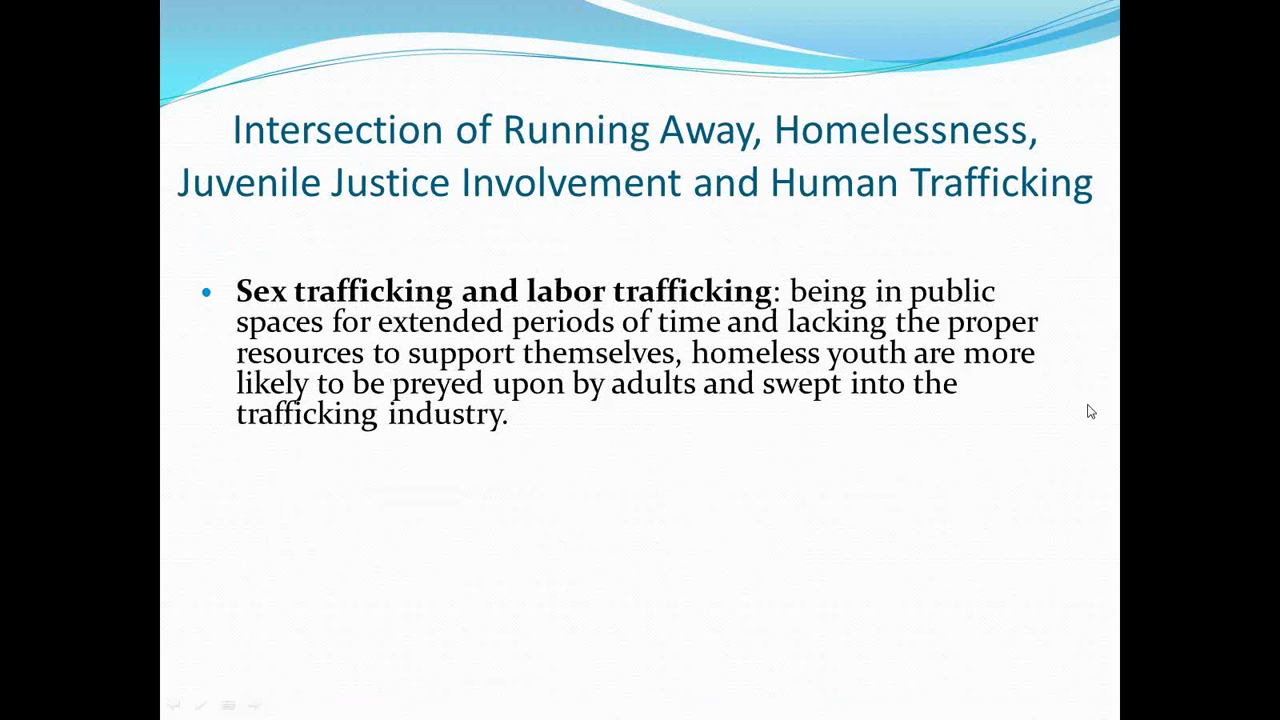 Intersection of Running Away, Homelessness,
Juvenile Justice Involvement and Human Trafficking
• Sex trafficking and labor trafficking: being in public
spaces for extended periods of time and lacking the proper
resources to support themselves, homeless youth are more
likely to be preyed upon by adults and swept into the
trafficking industry.